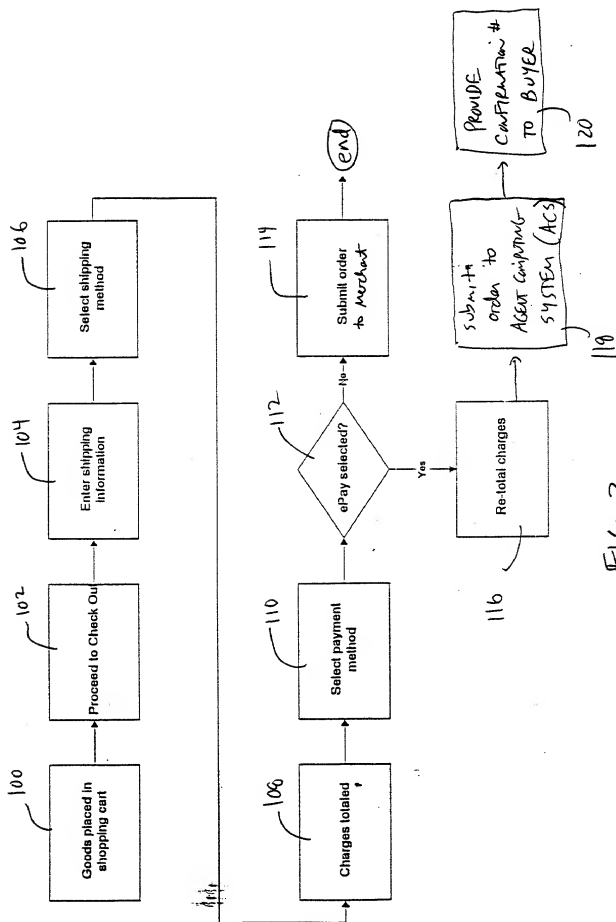 100
Goods placed in
shopping cart
102
Proceed to Check Out
104
Enter shipping
Information
106
Select shipping
method
108
Charges totaled
110
Select payment
method
112
ePay selected?
No
114
Submit order
to Merchant
end
Yes
116
Re-total charges
118
submits
order to
AGENT COMPUTING
SYSTEM (ACS)
120
PROVIDE
CONFIRMATION #
TO BUYER
FIG.